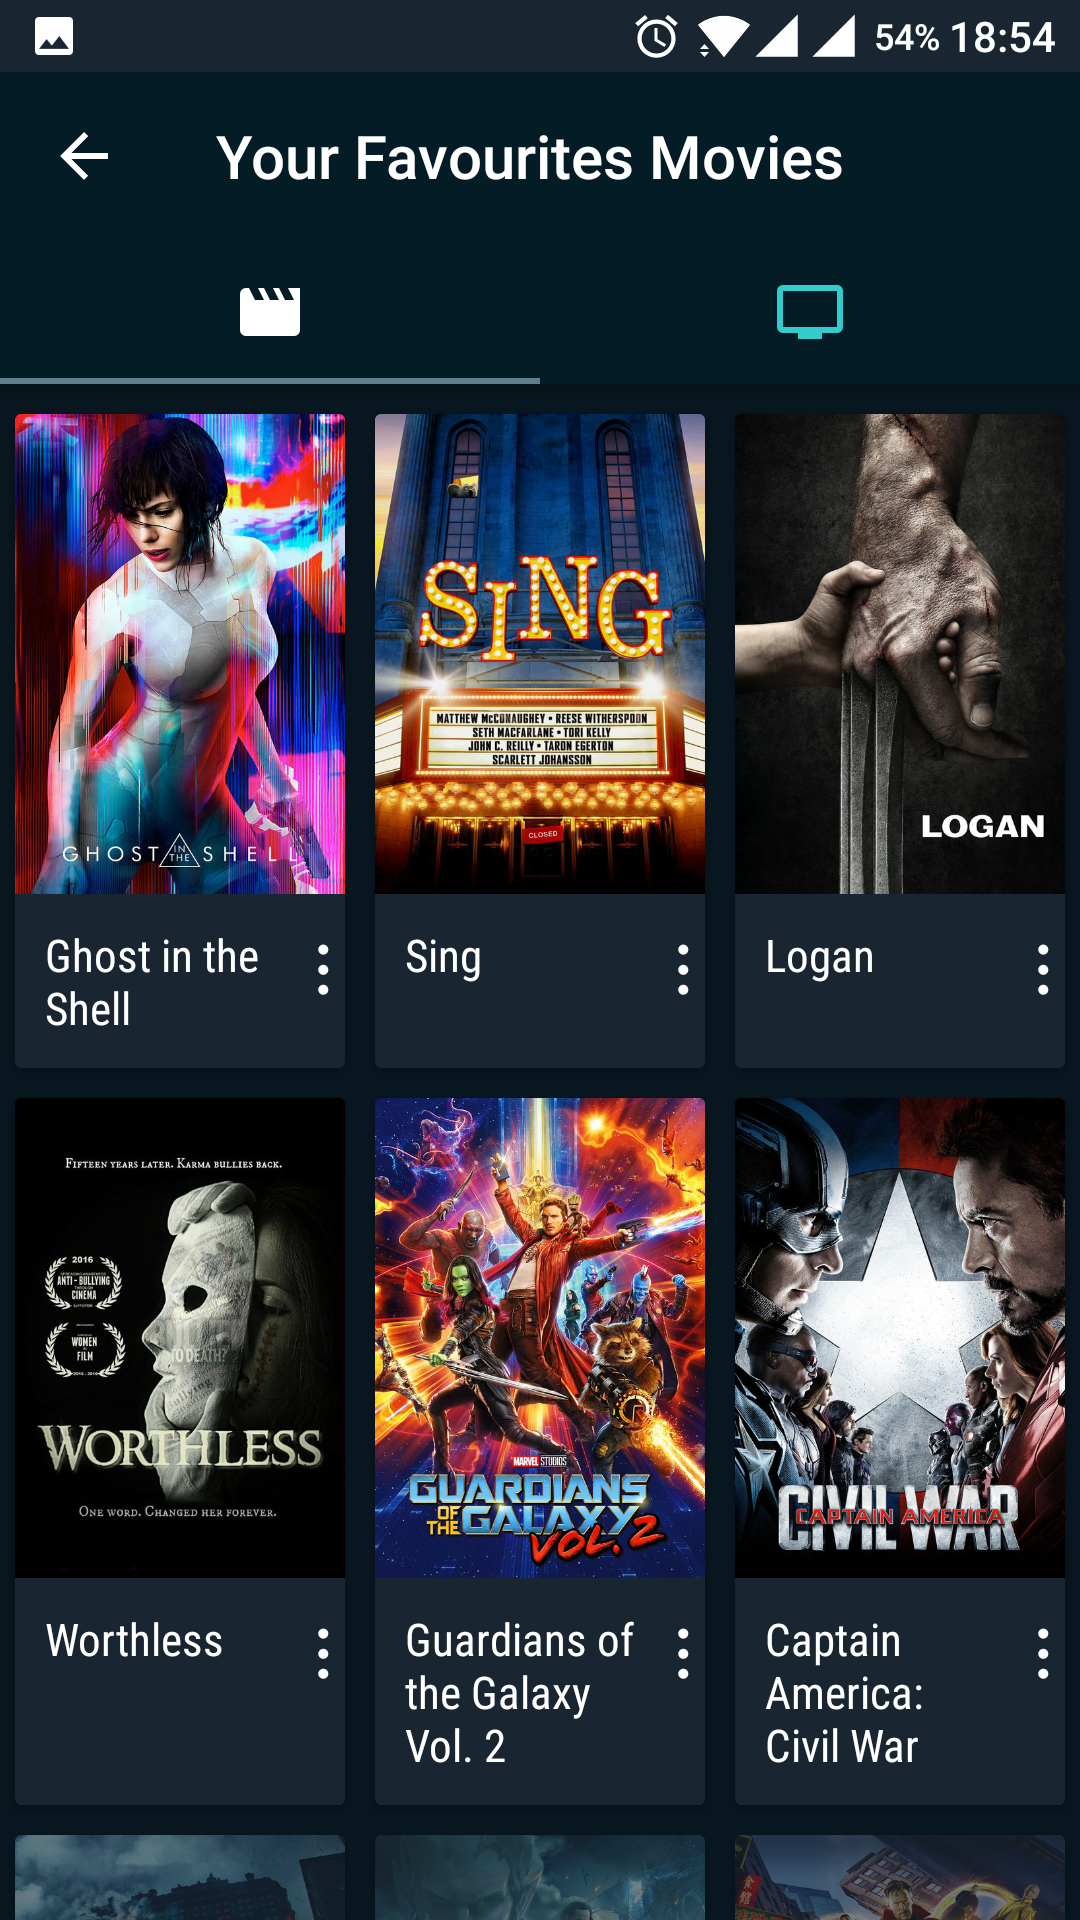 54% 18:54
Your Favourites Movies
GHOST IN THE SHELL
SING
MATTHEW McCONAUGHEY • REESE WITHERSPOON
SETH MACFARLANE • TORI KELLY
JOHN C. REILLY • TARON EGERTON
SCARLETT JOHANSSON
CLOSED
LOGAN
Ghost in the
Shell
Sing
Logan
FIFTEEN YEARS LATER. KARMA BULLIES BACK.
2016
ANTI-BULLYING
THROUGH
CINEMA
WOMEN
FILM
TO DEATH?
WORTHLESS
ONE WORD. CHANGED HER FOREVER.
MARVEL STUDIOS
GUARDIANS
OF THE GALAXY
VOL. 2
CAPTAIN AMERICA
CIVIL WAR
Worthless
Guardians of
the Galaxy
Vol. 2
Captain
America:
Civil War